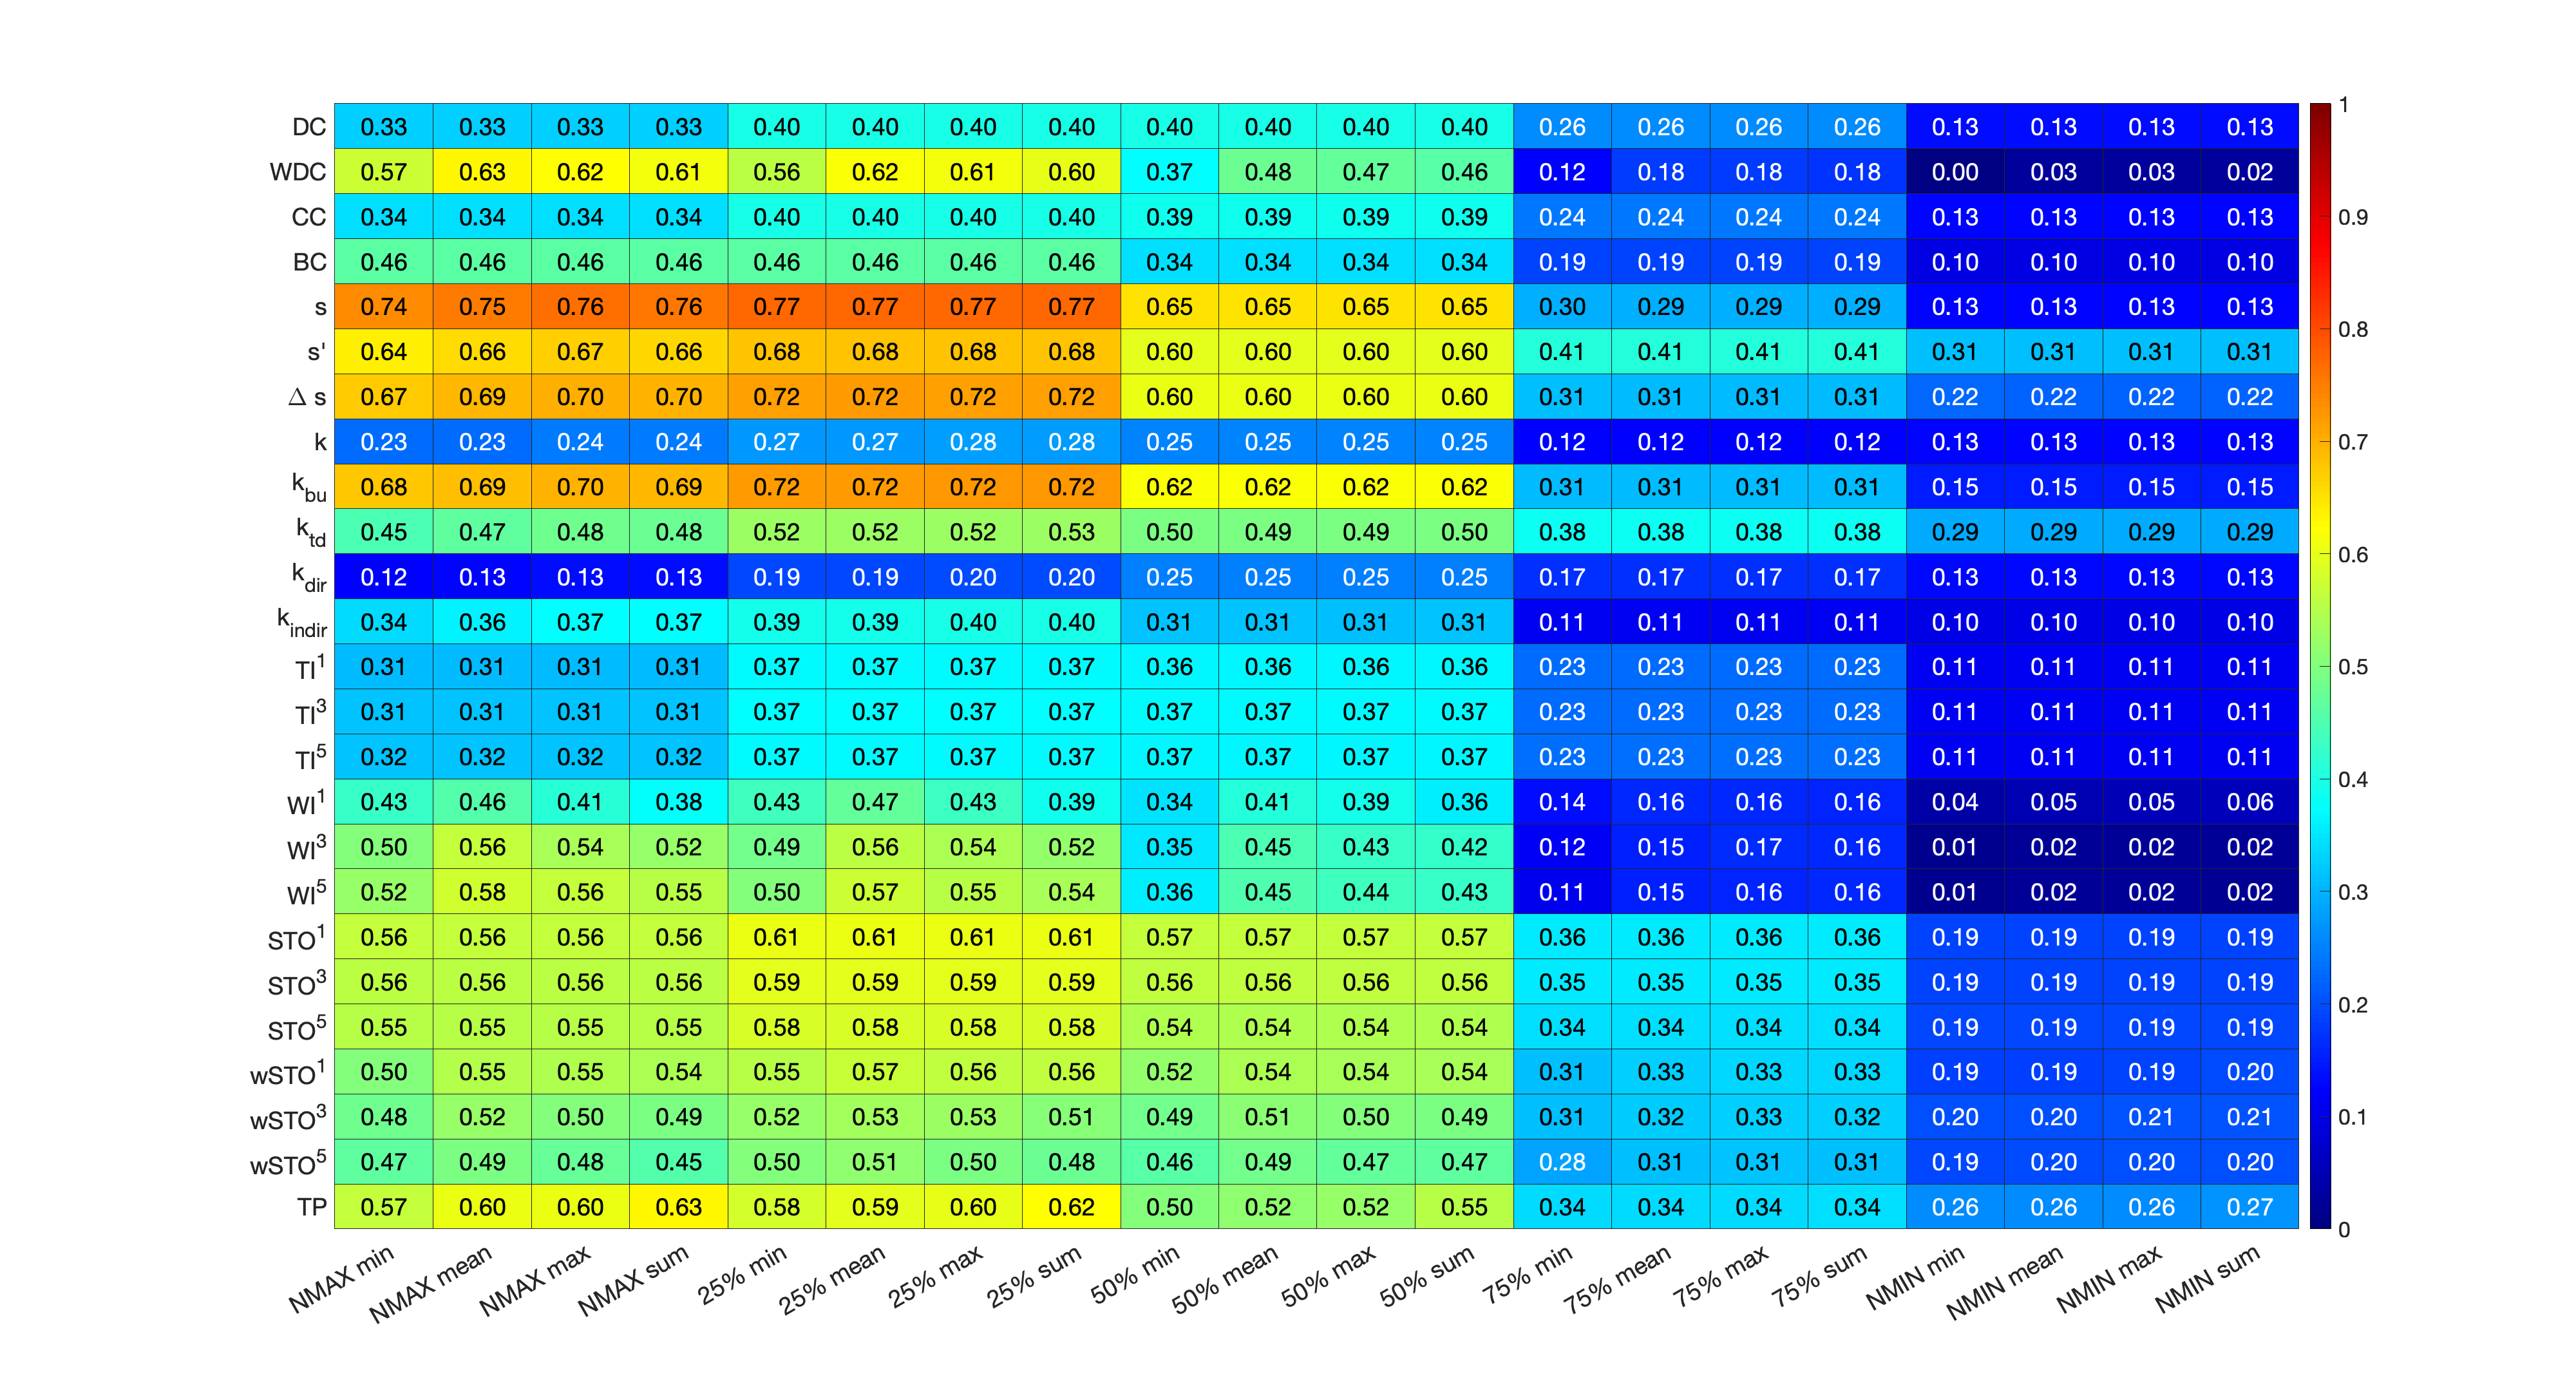 DC 0.33 0.33 0.33 0.33 0.40 0.40 0.40 0.40 0.40 0.40 0.40 0.40 0.26 0.26 0.26 0.26 0.13 0.13 0.13 0.13
WDC 0.57 0.63 0.62 0.61 0.56 0.62 0.61 0.60 0.37 0.48 0.47 0.46 0.12 0.18 0.18 0.18 0.00 0.03 0.03 0.02
CC 0.34 0.34 0.34 0.34 0.40 0.40 0.40 0.40 0.39 0.39 0.39 0.39 0.24 0.24 0.24 0.24 0.13 0.13 0.13 0.13
BC 0.46 0.46 0.46 0.46 0.46 0.46 0.46 0.46 0.34 0.34 0.34 0.34 0.19 0.19 0.19 0.19 0.10 0.10 0.10 0.10
s 0.74 0.75 0.76 0.76 0.77 0.77 0.77 0.77 0.65 0.65 0.65 0.65 0.30 0.29 0.29 0.29 0.13 0.13 0.13 0.13
s' 0.64 0.66 0.67 0.66 0.68 0.68 0.68 0.68 0.60 0.60 0.60 0.60 0.41 0.41 0.41 0.41 0.31 0.31 0.31 0.31
Δ s 0.67 0.69 0.70 0.70 0.72 0.72 0.72 0.72 0.60 0.60 0.60 0.60 0.31 0.31 0.31 0.31 0.22 0.22 0.22 0.22
k 0.23 0.23 0.24 0.24 0.27 0.27 0.28 0.28 0.25 0.25 0.25 0.25 0.12 0.12 0.12 0.12 0.13 0.13 0.13 0.13
k_bu 0.68 0.69 0.70 0.69 0.72 0.72 0.72 0.72 0.62 0.62 0.62 0.62 0.31 0.31 0.31 0.31 0.15 0.15 0.15 0.15
k_td 0.45 0.47 0.48 0.48 0.52 0.52 0.52 0.53 0.50 0.49 0.49 0.50 0.38 0.38 0.38 0.38 0.29 0.29 0.29 0.29
k_dir 0.12 0.13 0.13 0.13 0.19 0.19 0.20 0.20 0.25 0.25 0.25 0.25 0.17 0.17 0.17 0.17 0.13 0.13 0.13 0.13
k_indir 0.34 0.36 0.37 0.37 0.39 0.39 0.40 0.40 0.31 0.31 0.31 0.31 0.11 0.11 0.11 0.11 0.10 0.10 0.10 0.10
TI¹ 0.31 0.31 0.31 0.31 0.37 0.37 0.37 0.37 0.36 0.36 0.36 0.36 0.23 0.23 0.23 0.23 0.11 0.11 0.11 0.11
TI³ 0.31 0.31 0.31 0.31 0.37 0.37 0.37 0.37 0.37 0.37 0.37 0.37 0.23 0.23 0.23 0.23 0.11 0.11 0.11 0.11
TI⁵ 0.32 0.32 0.32 0.32 0.37 0.37 0.37 0.37 0.37 0.37 0.37 0.37 0.23 0.23 0.23 0.23 0.11 0.11 0.11 0.11
WI¹ 0.43 0.46 0.41 0.38 0.43 0.47 0.43 0.39 0.34 0.41 0.39 0.36 0.14 0.16 0.16 0.16 0.04 0.05 0.05 0.06
WI³ 0.50 0.56 0.54 0.52 0.49 0.56 0.54 0.52 0.35 0.45 0.43 0.42 0.12 0.15 0.17 0.16 0.01 0.02 0.02 0.02
WI⁵ 0.52 0.58 0.56 0.55 0.50 0.57 0.55 0.54 0.36 0.45 0.44 0.43 0.11 0.15 0.16 0.16 0.01 0.02 0.02 0.02
STO¹ 0.56 0.56 0.56 0.56 0.61 0.61 0.61 0.61 0.57 0.57 0.57 0.57 0.36 0.36 0.36 0.36 0.19 0.19 0.19 0.19
STO³ 0.56 0.56 0.56 0.56 0.59 0.59 0.59 0.59 0.56 0.56 0.56 0.56 0.35 0.35 0.35 0.35 0.19 0.19 0.19 0.19
STO⁵ 0.55 0.55 0.55 0.55 0.58 0.58 0.58 0.58 0.54 0.54 0.54 0.54 0.34 0.34 0.34 0.34 0.19 0.19 0.19 0.19
wSTO¹ 0.50 0.55 0.55 0.54 0.55 0.57 0.56 0.56 0.52 0.54 0.54 0.54 0.31 0.33 0.33 0.33 0.19 0.19 0.19 0.20
wSTO³ 0.48 0.52 0.50 0.49 0.52 0.53 0.53 0.51 0.49 0.51 0.50 0.49 0.31 0.32 0.33 0.32 0.20 0.20 0.21 0.21
wSTO⁵ 0.47 0.49 0.48 0.45 0.50 0.51 0.50 0.48 0.46 0.49 0.47 0.47 0.28 0.31 0.31 0.31 0.19 0.20 0.20 0.20
TP 0.57 0.60 0.60 0.63 0.58 0.59 0.60 0.62 0.50 0.52 0.52 0.55 0.34 0.34 0.34 0.34 0.26 0.26 0.26 0.27
NMAX min
NMAX mean
NMAX max
NMAX sum
25% min
25% mean
25% max
25% sum
50% min
50% mean
50% max
50% sum
75% min
75% mean
75% max
75% sum
NMIN min
NMIN mean
NMIN max
NMIN sum
1
0.9
0.8
0.7
0.6
0.5
0.4
0.3
0.2
0.1
0